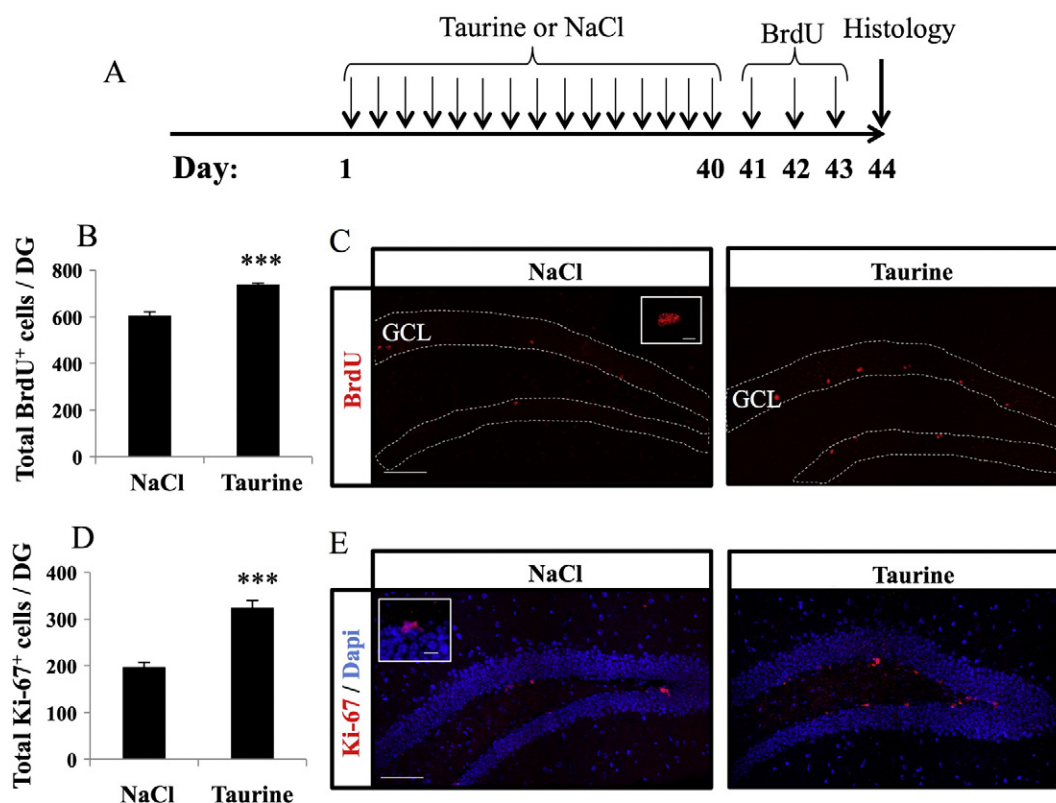 A
Taurine or NaCl
BrdU
Histology
Day:
1
40
41
42
43
44
B
Total BrdU⁺ cells / DG
800
600
400
200
0
***
NaCl
Taurine
C
NaCl
Taurine
BrdU
GCL
GCL
D
Total Ki-67⁺ cells / DG
400
300
200
100
0
***
NaCl
Taurine
E
NaCl
Taurine
Ki-67 / Dapi